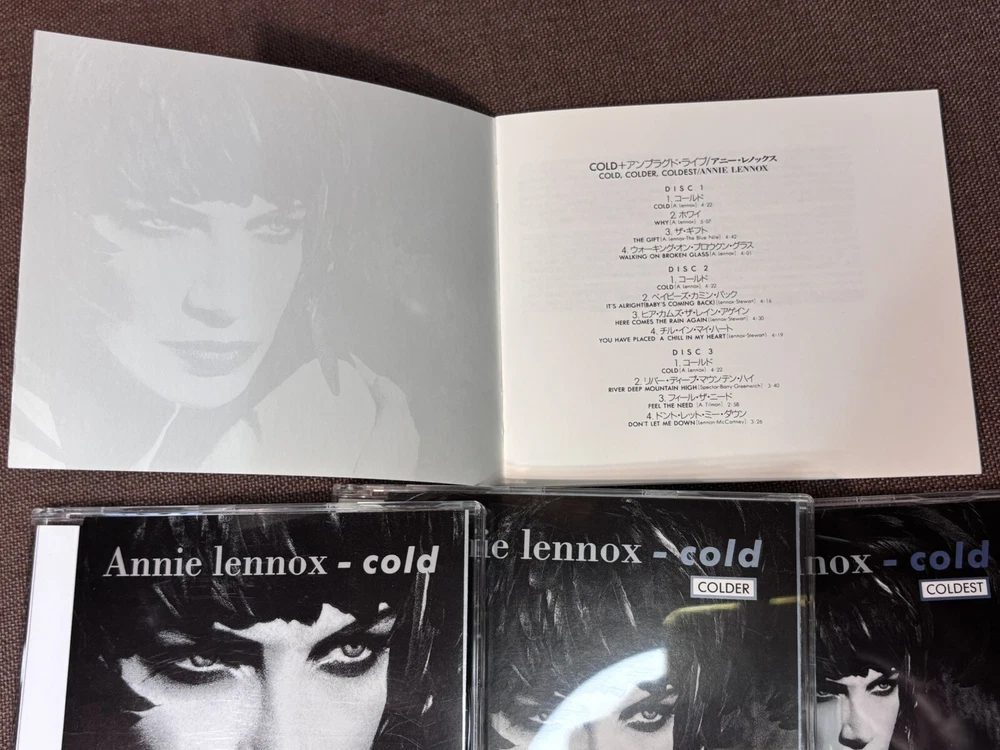 COLD+アンプラグド・ライブ/アニー・レノックス
COLD, COLDER, COLDEST/ANNIE LENNOX
DISC 1
1. コールド
COLD[A. Lennox] 4:22
2. ホワイ
WHY[A. Lennox] 5:07
3. ザ・ギフト
THE GIFT[A. Lennox-The Blue Nile] 4:42
4. ウォーキング・オン・ブロウクン・グラス
WALKING ON BROKEN GLASS[A. Lennox] 4:01
DISC 2
1. コールド
COLD[A. Lennox] 4:22
2. ベイビーズ・カミン・バック
IT'S ALRIGHT(BABY'S COMING BACK)[Lennox-Stewart] 4:16
3. ヒア・カムズ・ザ・レイン・アゲイン
HERE COMES THE RAIN AGAIN[Lennox-Stewart] 4:30
4. チル・イン・マイ・ハート
YOU HAVE PLACED A CHILL IN MY HEART[Lennox-Stewart] 4:19
DISC 3
1. コールド
COLD[A. Lennox] 4:22
2. リバー・ディープ・マウンテン・ハイ
RIVER DEEP MOUNTAIN HIGH[Spector-Barry-Greenwich] 3:42
3. フィール・ザ・ニード
FEEL THE NEED [A. Tilmon] 2:58
4. ドント・レット・ミー・ダウン
DON'T LET ME DOWN[Lennon-McCartney] 3:26
Annie lennox - cold
ie lennox - cold
COLDER
nox - cold
COLDEST